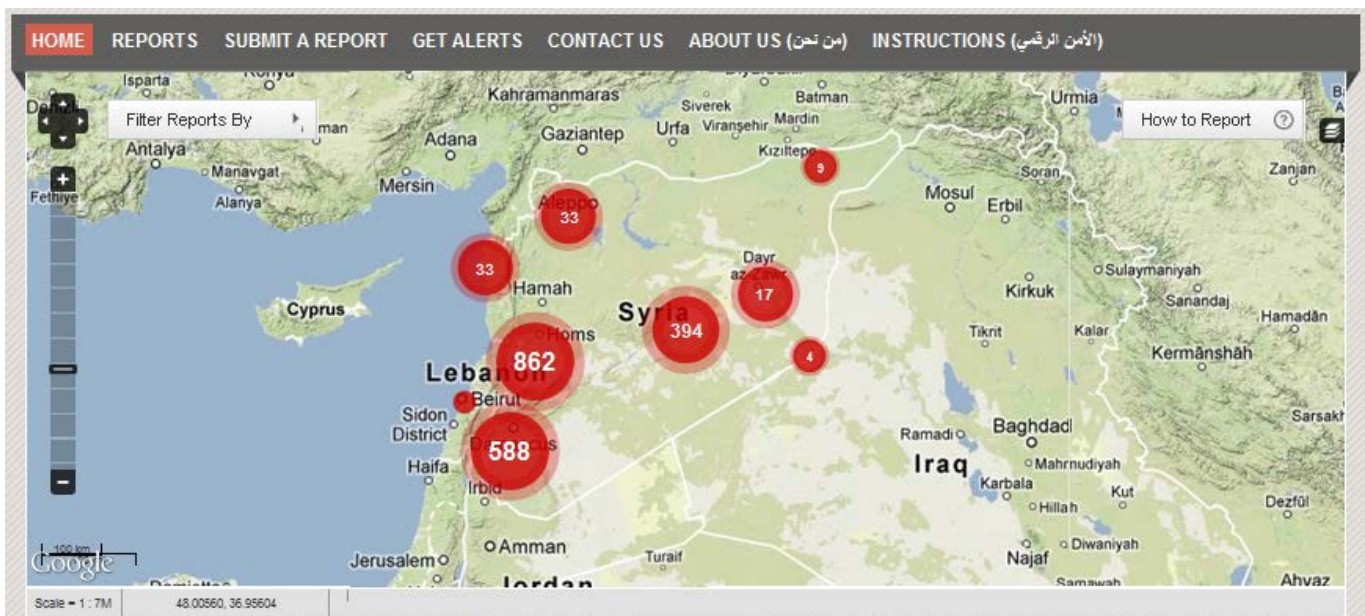 HOME REPORTS SUBMIT A REPORT GET ALERTS CONTACT US ABOUT US (من نحن) INSTRUCTIONS (الأمن الرقمي)
Isparta
Konya
Kahramanmaras
Siverek
Batman
Urmia
Filter Reports By
How to Report
Adana
Gaziantep
Urfa
Viranşehir
Mardin
Antalya
Kiziltepe
Manavgat
Mersin
9
Soran
Zanjan
Fethiye
Alanya
Mosul
Erbil
Aleppo
33
33
Dayr
Sulaymaniyah
17
Hamah
Kirkuk
Sanandaj
Cyprus
Syria
394
Hamadān
Homs
Tikrit
Kalar
862
4
Kermānshāh
Lebanon
Beirut
Sidon
District
Sarsakh
Damascus
588
Ramadi
Baghdad
Haifa
Iraq
Mahmudiyah
Irbid
Karbala
Kut
Hillah
Dezfūl
Amman
Diwaniyah
Jerusalem
Turaif
Najaf
100 km
Google
Jordan
Samawah
Ahvaz
Scale = 1 : 7M 48.00560, 36.95604